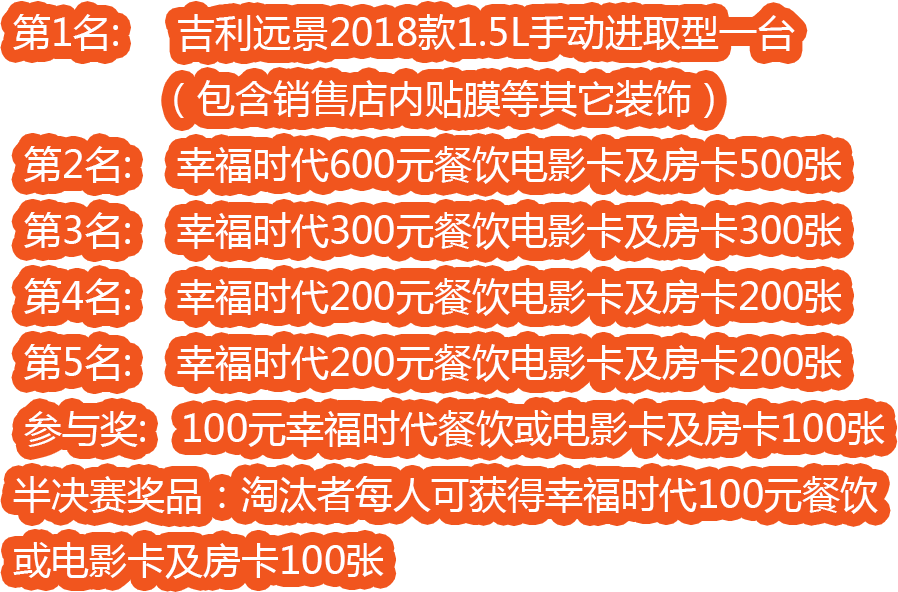 第1名: 吉利远景2018款1.5L手动进取型一台
（包含销售店内贴膜等其它装饰）
第2名: 幸福时代600元餐饮电影卡及房卡500张
第3名: 幸福时代300元餐饮电影卡及房卡300张
第4名: 幸福时代200元餐饮电影卡及房卡200张
第5名: 幸福时代200元餐饮电影卡及房卡200张
参与奖: 100元幸福时代餐饮或电影卡及房卡100张
半决赛奖品：淘汰者每人可获得幸福时代100元餐饮
或电影卡及房卡100张